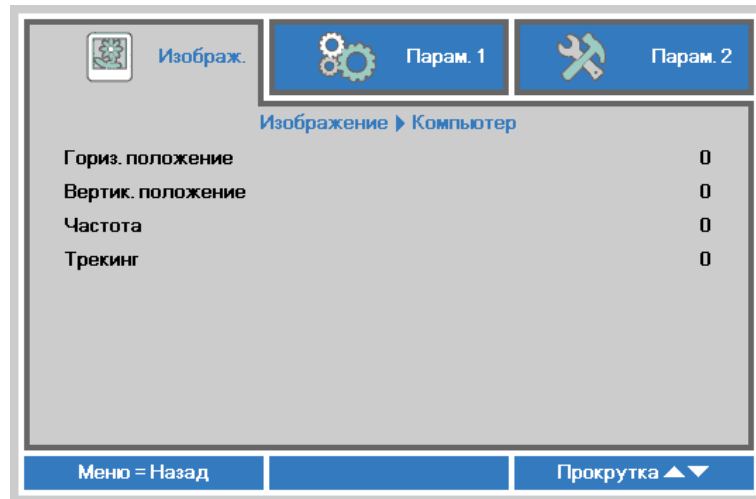 Изображ.
Парам. 1
Парам. 2
Изображение Компьютер
Гориз. положение 0
Вертик. положение 0
Частота 0
Трекинг 0
Меню = Назад
Прокрутка